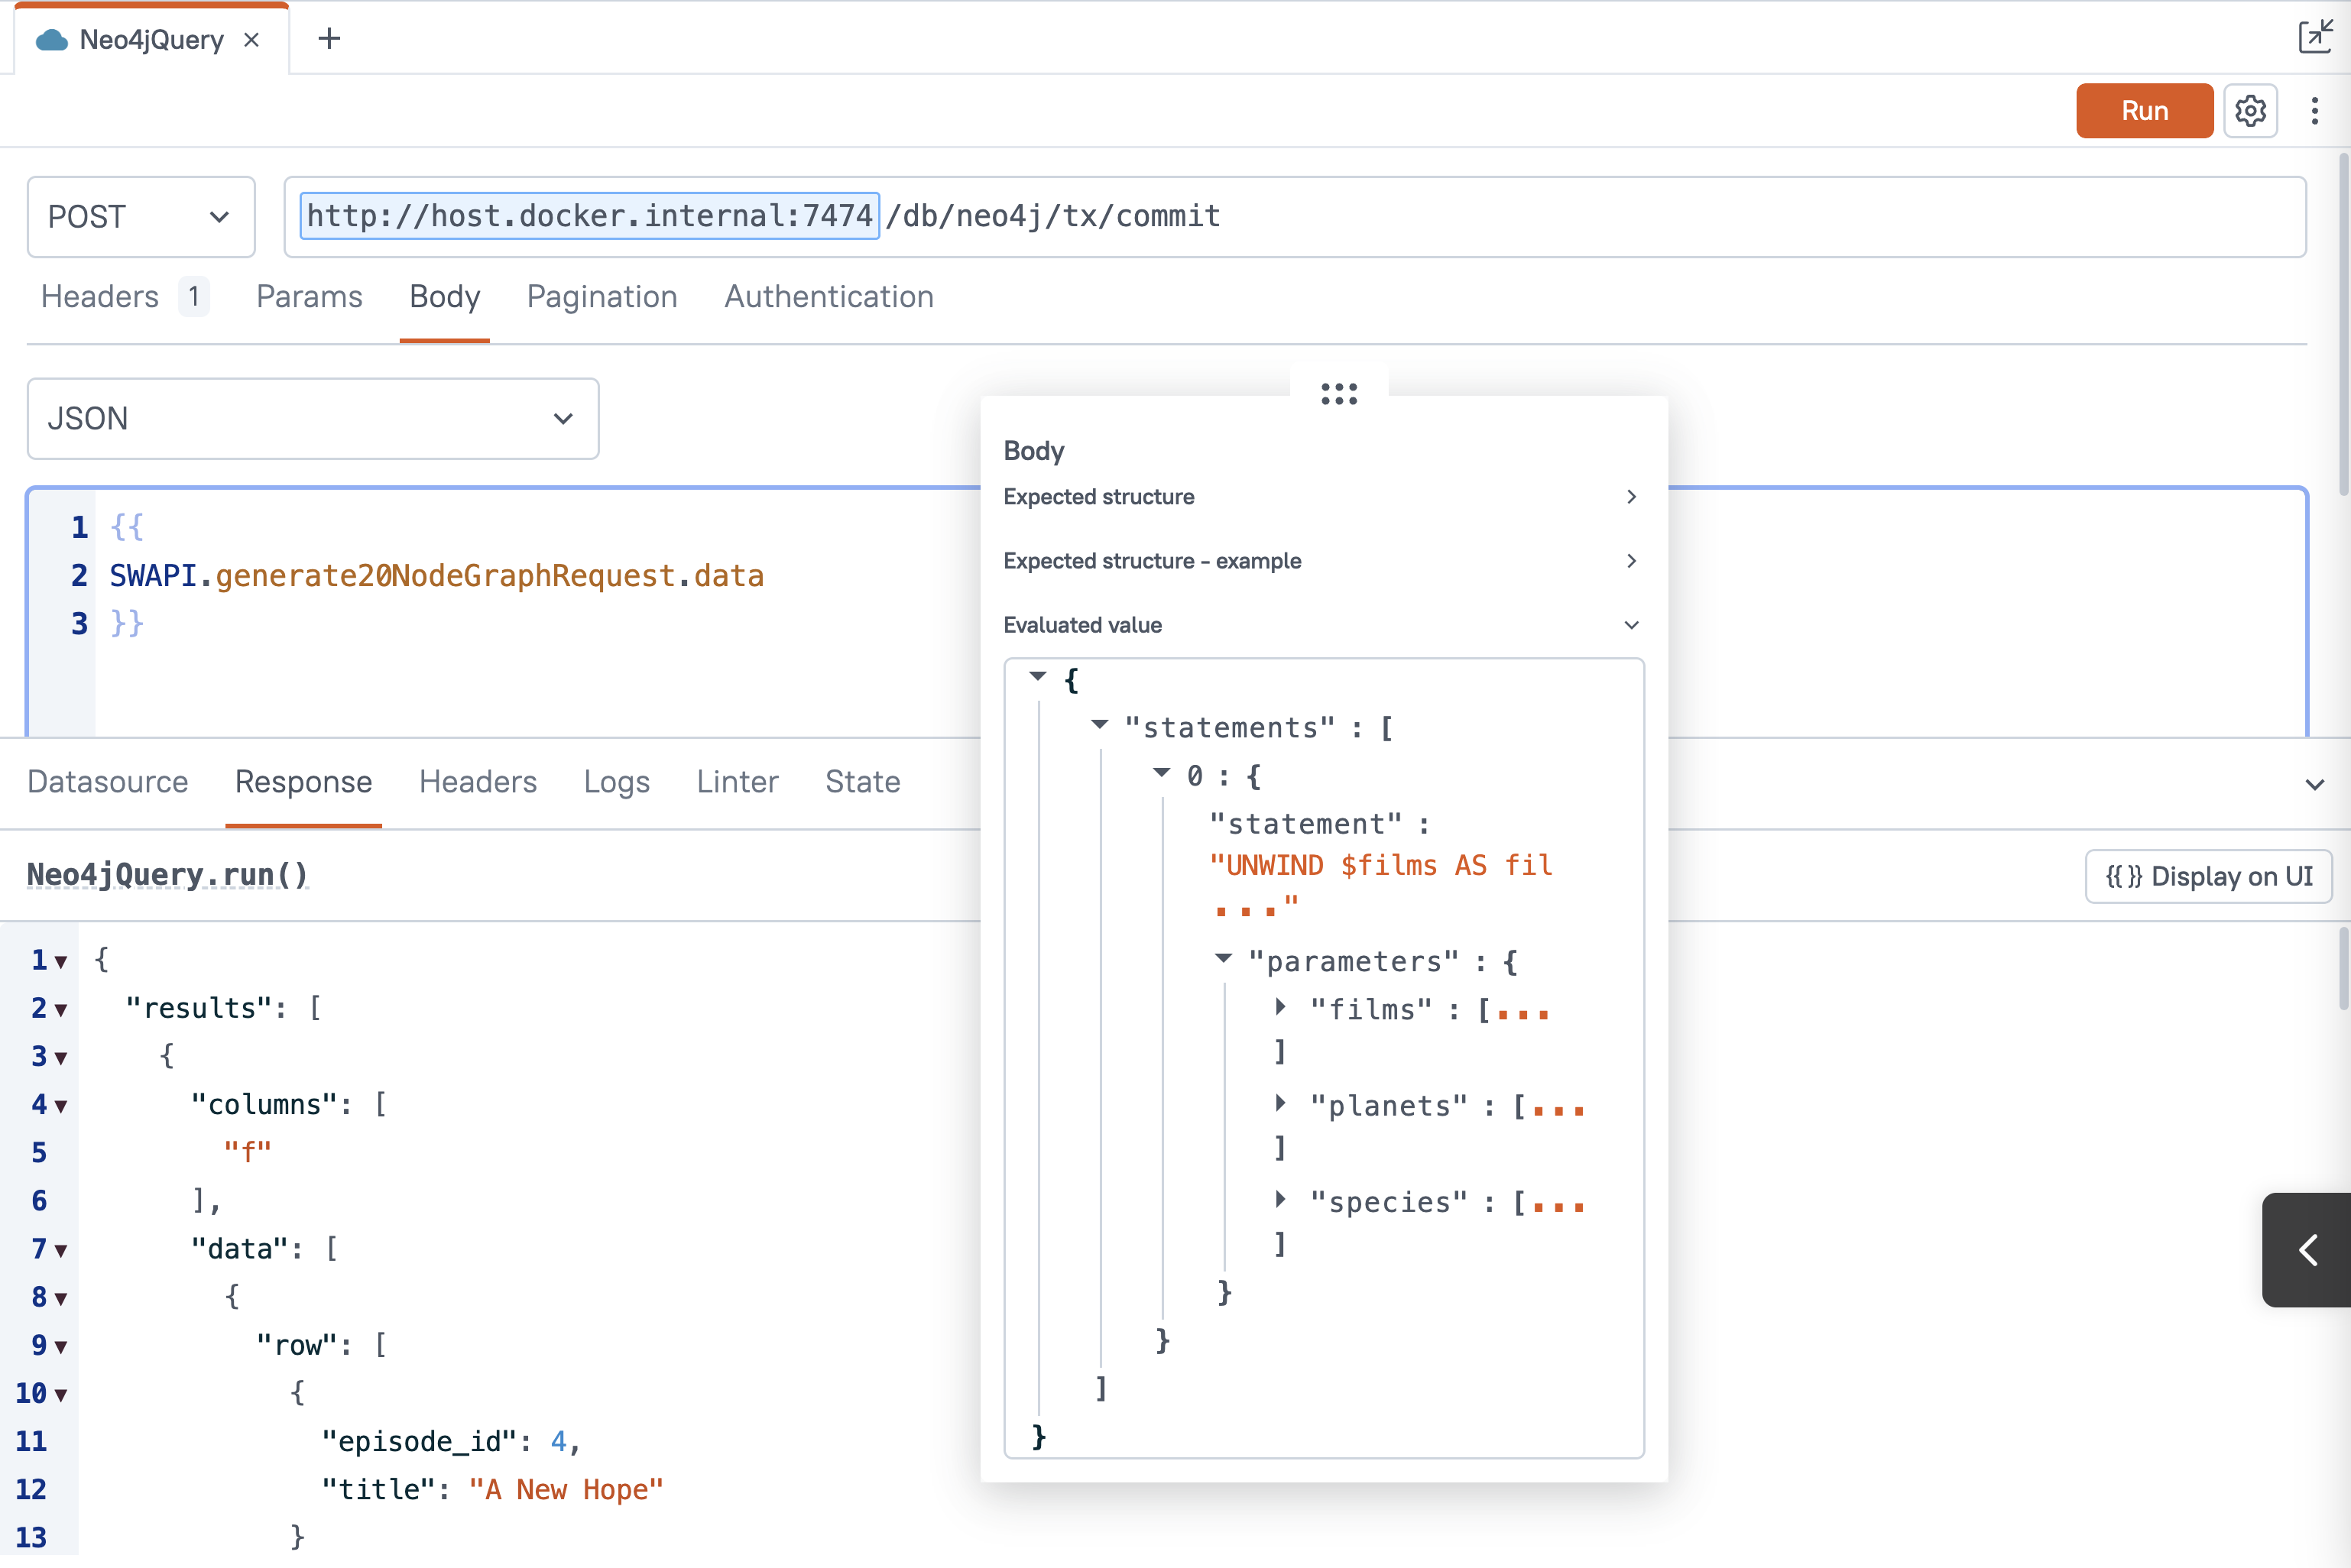 Neo4jQuery
Run
POST
http://host.docker.internal:7474/db/neo4j/tx/commit
Headers 1 Params Body Pagination Authentication
JSON
1 {{
2 SWAPI.generate20NodeGraphRequest.data
3 }}
Body
Expected structure
Expected structure - example
Evaluated value
{
"statements" : [
0 : {
"statement" :
"UNWIND $films AS fil
..."
"parameters" : {
"films" : [...
]
"planets" : [...
]
"species" : [...
]
}
}
]
}
Datasource Response Headers Logs Linter State
Neo4jQuery.run()
{{ }} Display on UI
1 {
2 "results": [
3 {
4 "columns": [
5 "f"
6 ],
7 "data": [
8 {
9 "row": [
10 {
11 "episode_id": 4,
12 "title": "A New Hope"
13 }